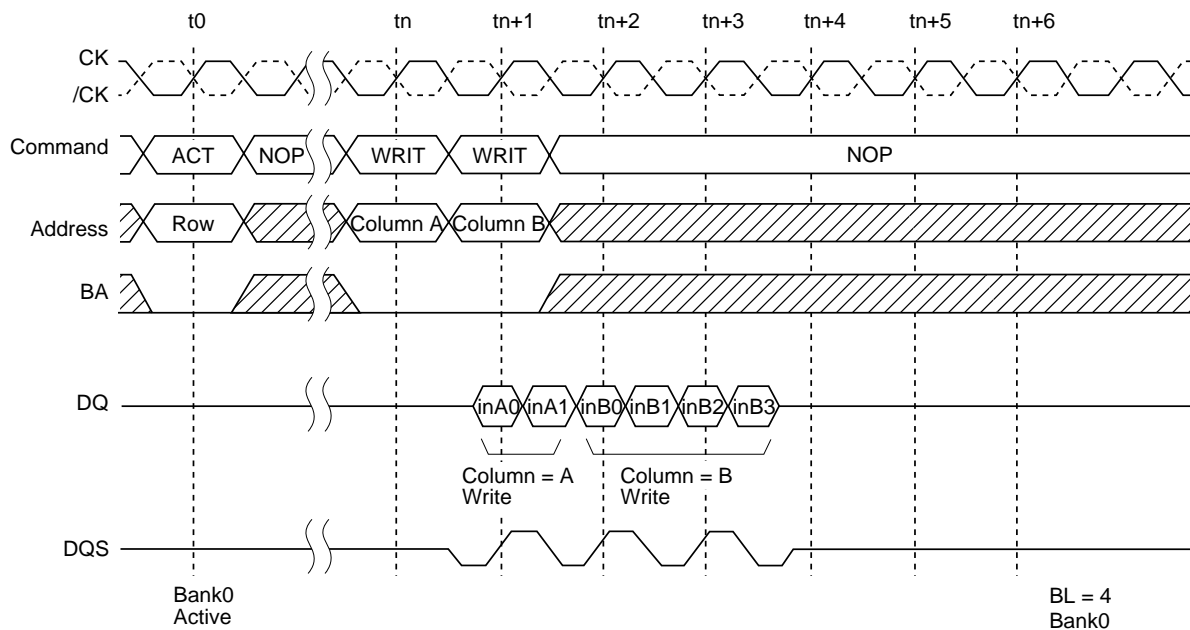 t0 tn tn+1 tn+2 tn+3 tn+4 tn+5 tn+6
CK
/CK
Command ACT NOP WRIT WRIT NOP
Address Row Column A Column B
BA
DQ inA0 inA1 inB0 inB1 inB2 inB3
Column = A Column = B
Write Write
DQS
Bank0 BL = 4
Active Bank0